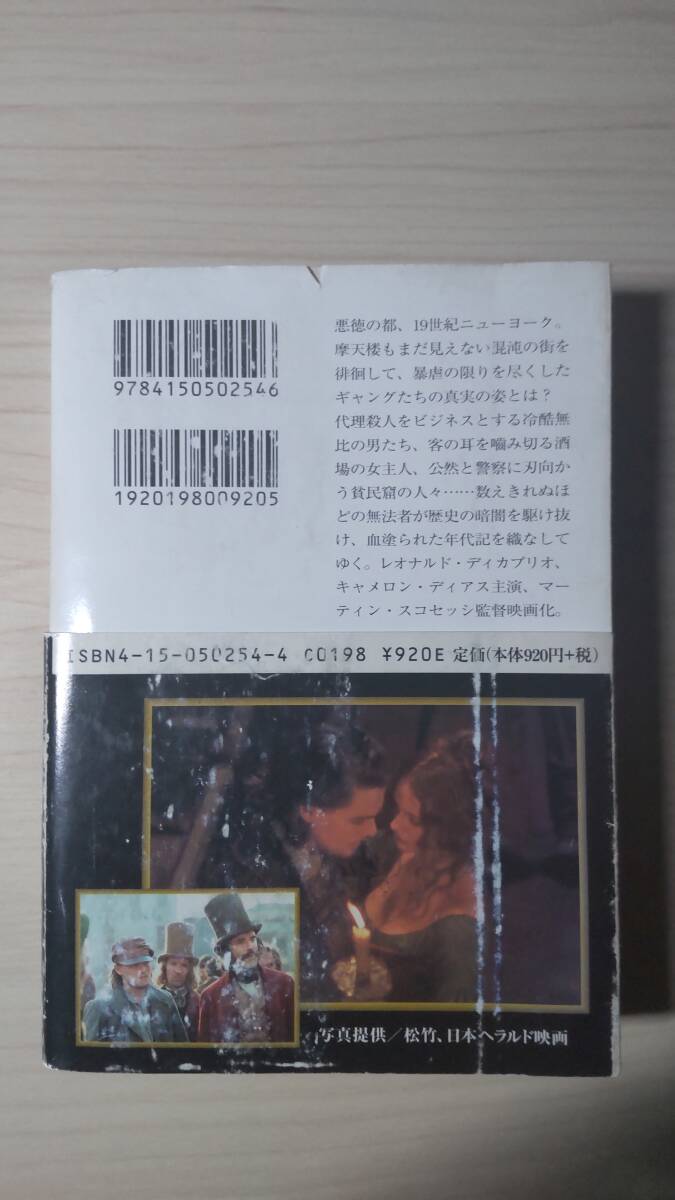 9784150502546
1920198009205
悪徳の都、19世紀ニューヨーク。
摩天楼もまだ見えない混沌の街を
徘徊して、暴虐の限りを尽くした
ギャングたちの真実の姿とは?
代理殺人をビジネスとする冷酷無
比の男たち、客の耳を嚙み切る酒
場の女主人、公然と警察に刃向か
う貧民窟の人々……数えきれぬほ
どの無法者が歴史の暗闇を駆け抜
け、血塗られた年代記を織なして
ゆく。レオナルド・ディカプリオ、
キャメロン・ディアス主演、マー
ティン・スコセッシ監督映画化。
ISBN4-15-050254-4 C0198 ¥920E 定価(本体920円+税)
写真提供/松竹、日本ヘラルド映画